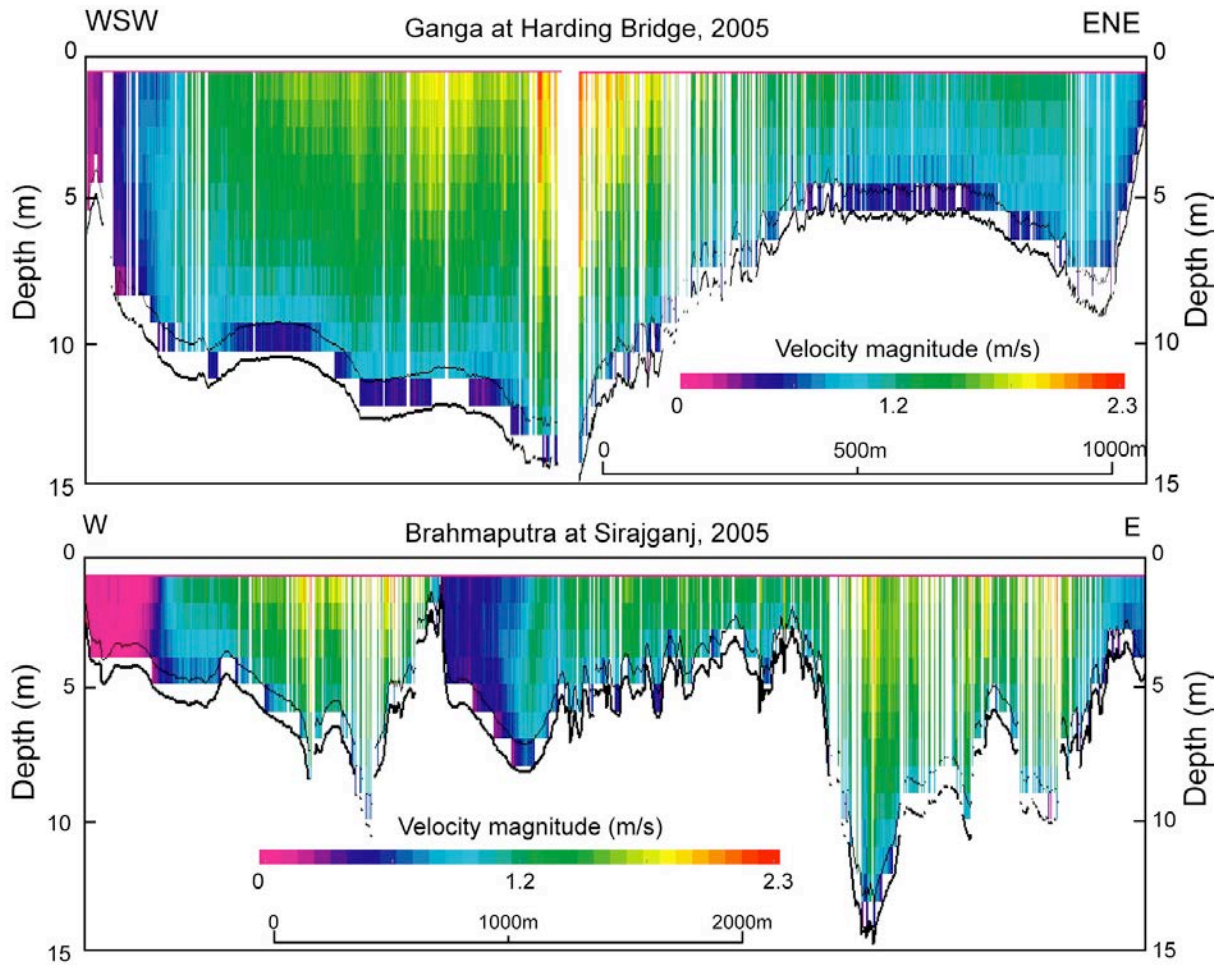 WSW
Ganga at Harding Bridge, 2005
ENE
0
0
5
5
10
10
15
15
Depth (m)
Depth (m)
Velocity magnitude (m/s)
0
1.2
2.3
0
500m
1000m
W
Brahmaputra at Sirajganj, 2005
E
0
0
5
5
10
10
15
15
Depth (m)
Depth (m)
Velocity magnitude (m/s)
0
1.2
2.3
0
1000m
2000m